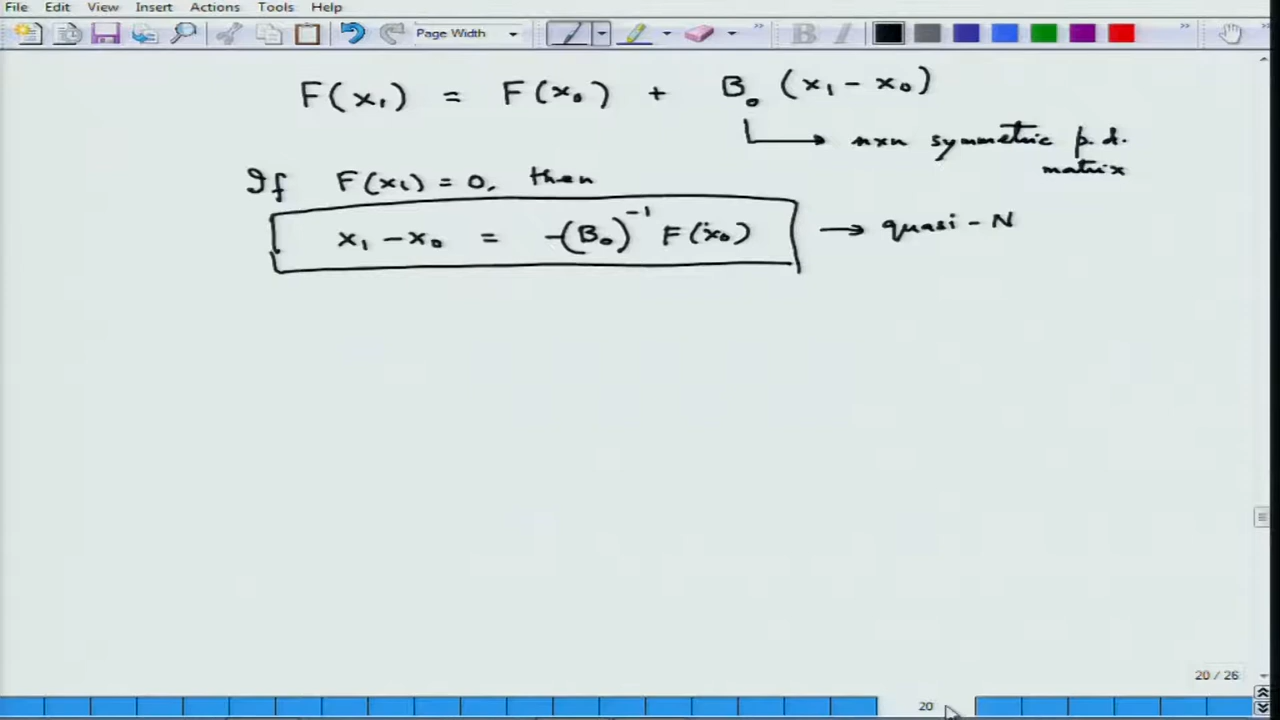 File Edit View Insert Actions Tools Help
Page Width
F(x₁) = F(x₀) + B₀ (x₁ - x₀)
n×n symmetric p.d.
matrix
If F(x₁) = 0, then
x₁ - x₀ = -(B₀)⁻¹ F(x₀) → quasi-N
20 / 26
20